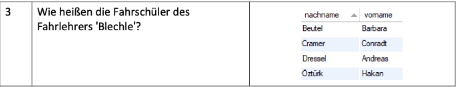 3
Wie heißen die Fahrschüler des
Fahrlehrers 'Blechle'?
nachname vorname
Beutel Barbara
Cramer Conradt
Dressel Andreas
Öztürk Hakan